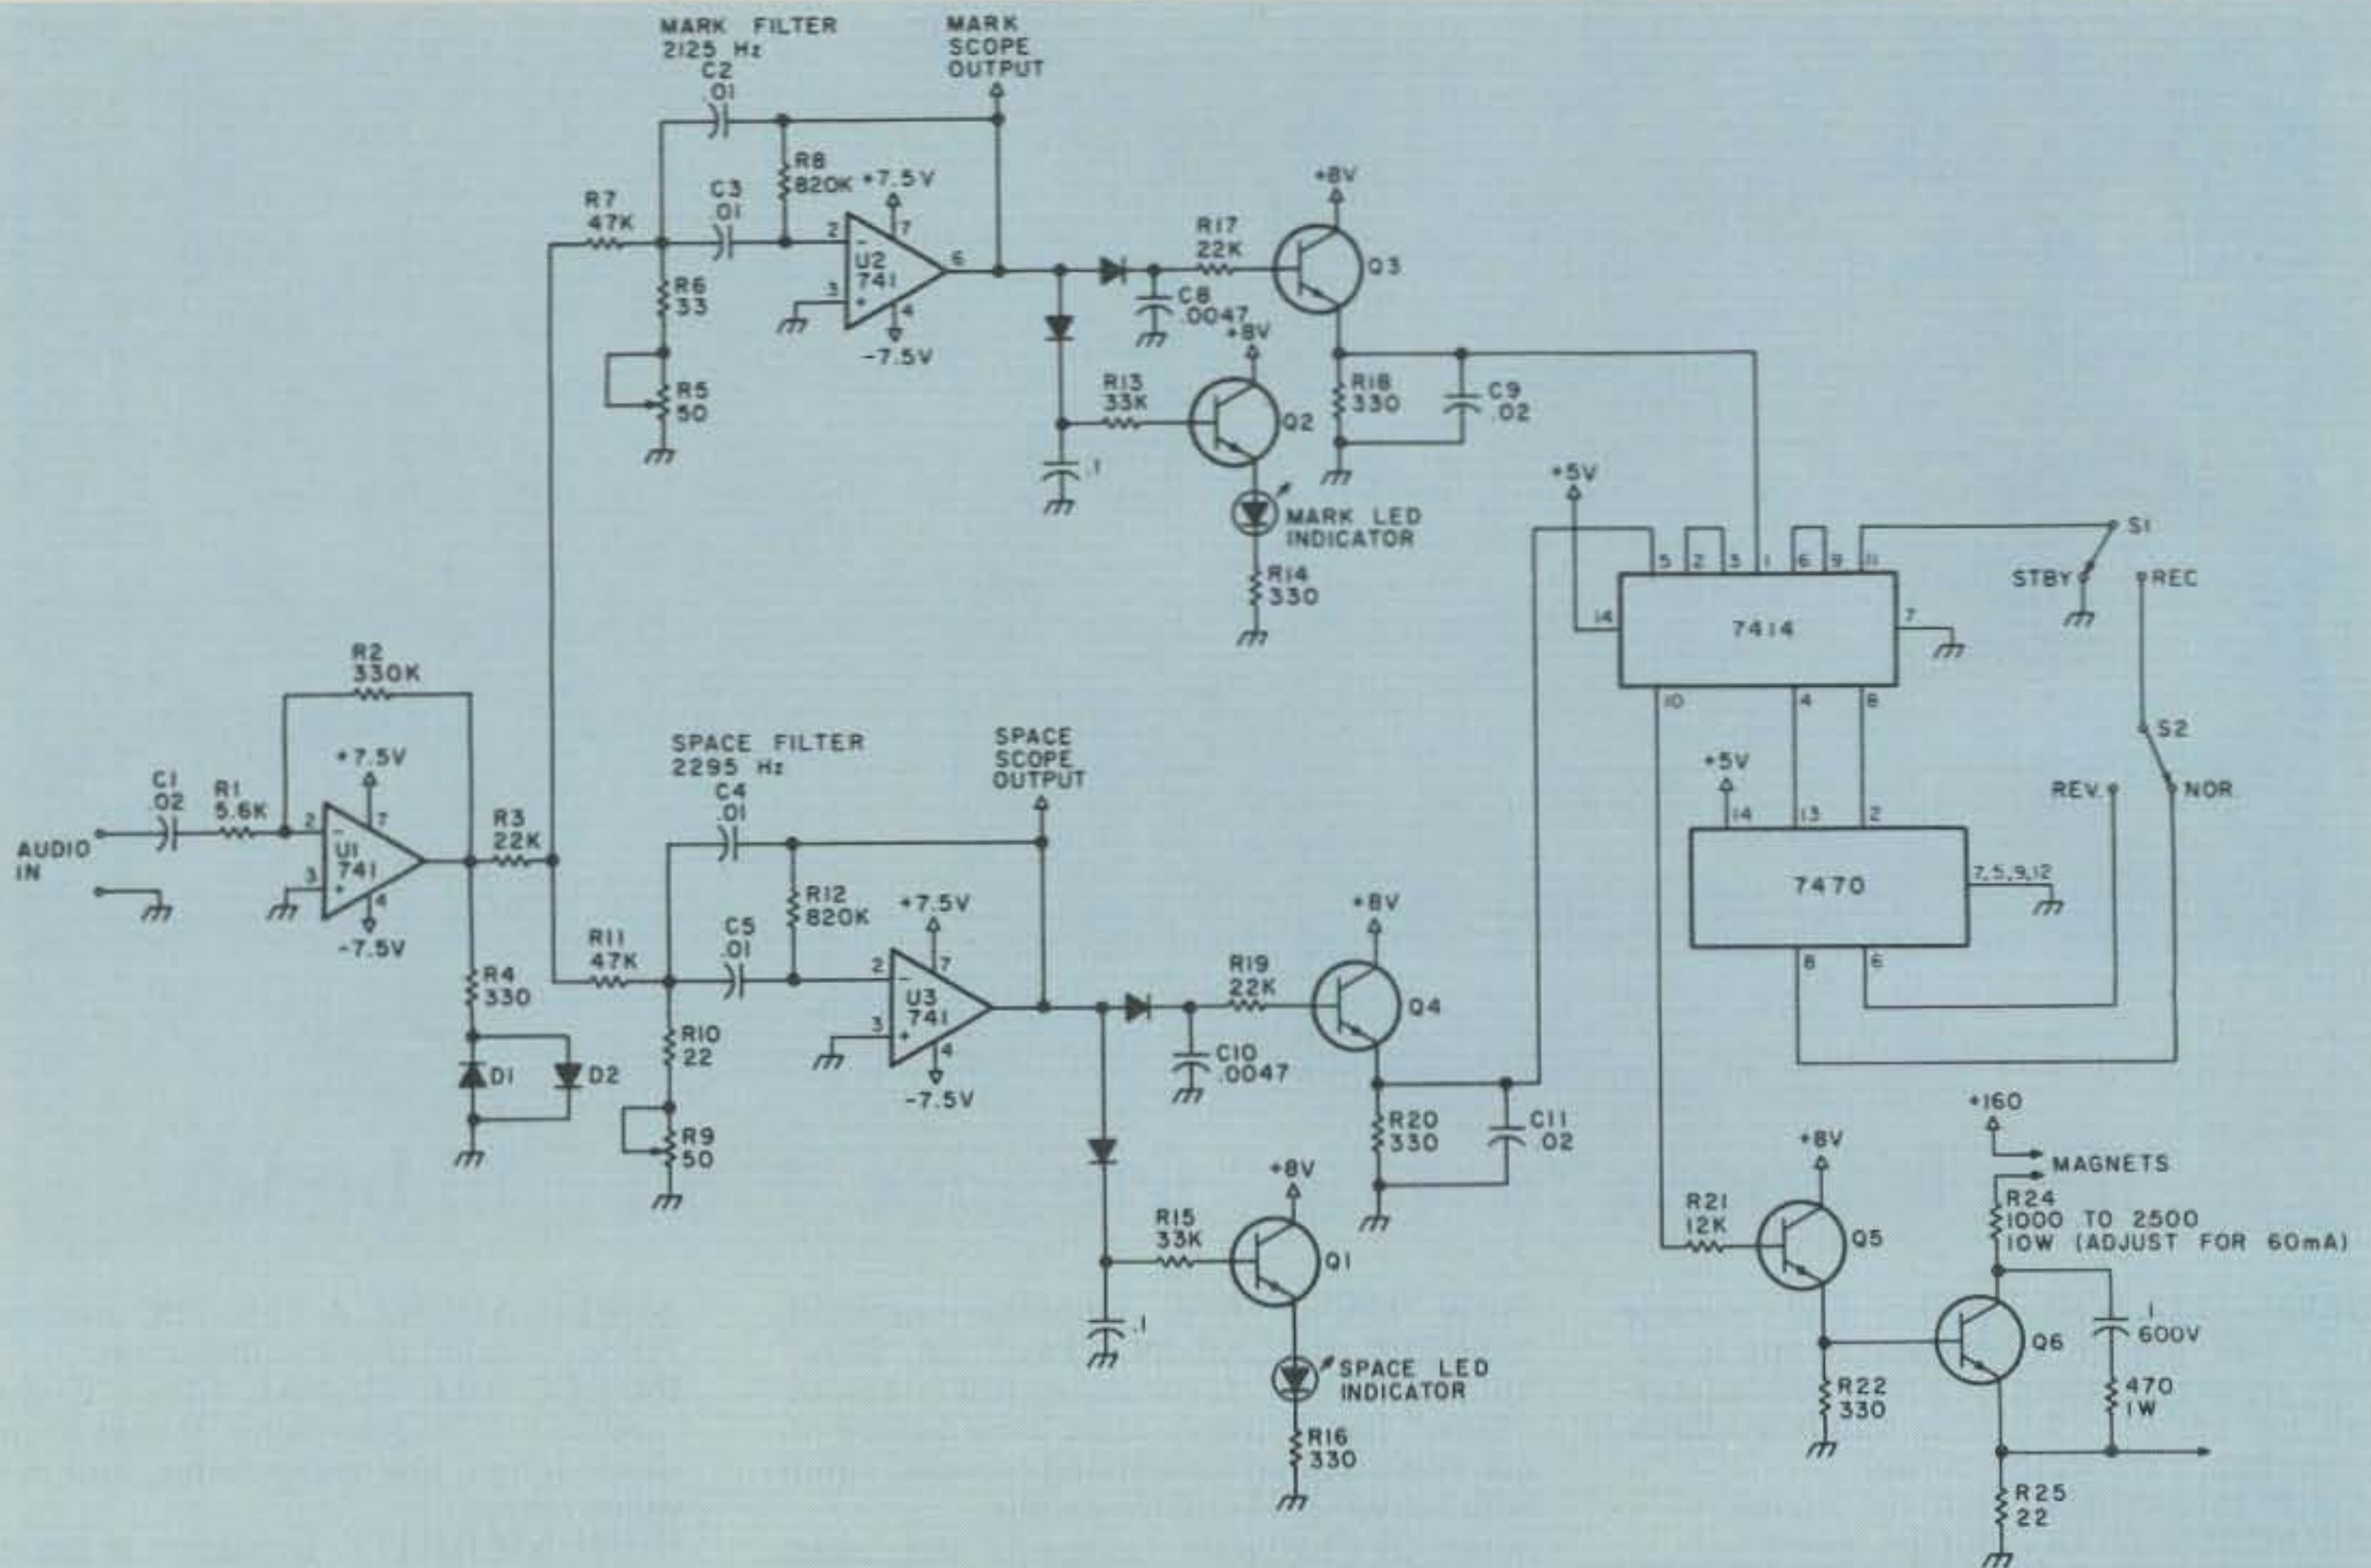 MARK FILTER
2125 Hz
C2
.01
MARK
SCOPE
OUTPUT
R8
820K
+7.5V
C3
.01
R7
47K
2
-
7
U2
741
6
3
+
4
-7.5V
R6
33
R5
50
R17
22K
+8V
Q3
C8
.0047
+8V
R13
33K
Q2
.1
R18
330
C9
.02
MARK LED
INDICATOR
R14
330
+5V
5
2
3
1
6
9
11
S1
STBY
REC
14
7414
7
10
4
8
S2
REV.
NOR.
+5V
14
13
2
7470
7,5,9,12
8
6
R2
330K
+7.5V
C1
.02
R1
5.6K
AUDIO
IN
2
-
7
U1
741
3
+
4
-7.5V
R3
22K
R4
330
D1
D2
SPACE FILTER
2295 Hz
C4
.01
SPACE
SCOPE
OUTPUT
R12
820K
+7.5V
C5
.01
R11
47K
2
-
7
U3
741
3
+
4
-7.5V
R10
22
R9
50
R19
22K
+8V
Q4
C10
.0047
R20
330
C11
.02
R15
33K
+8V
Q1
.1
SPACE LED
INDICATOR
R16
330
R21
12K
+8V
Q5
R22
330
+160
MAGNETS
R24
1000 TO 2500
10W (ADJUST FOR 60mA)
Q6
.1
600V
470
1W
R25
22